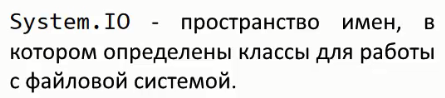 System.IO - пространство имен, в
котором определены классы для работы
с файловой системой.